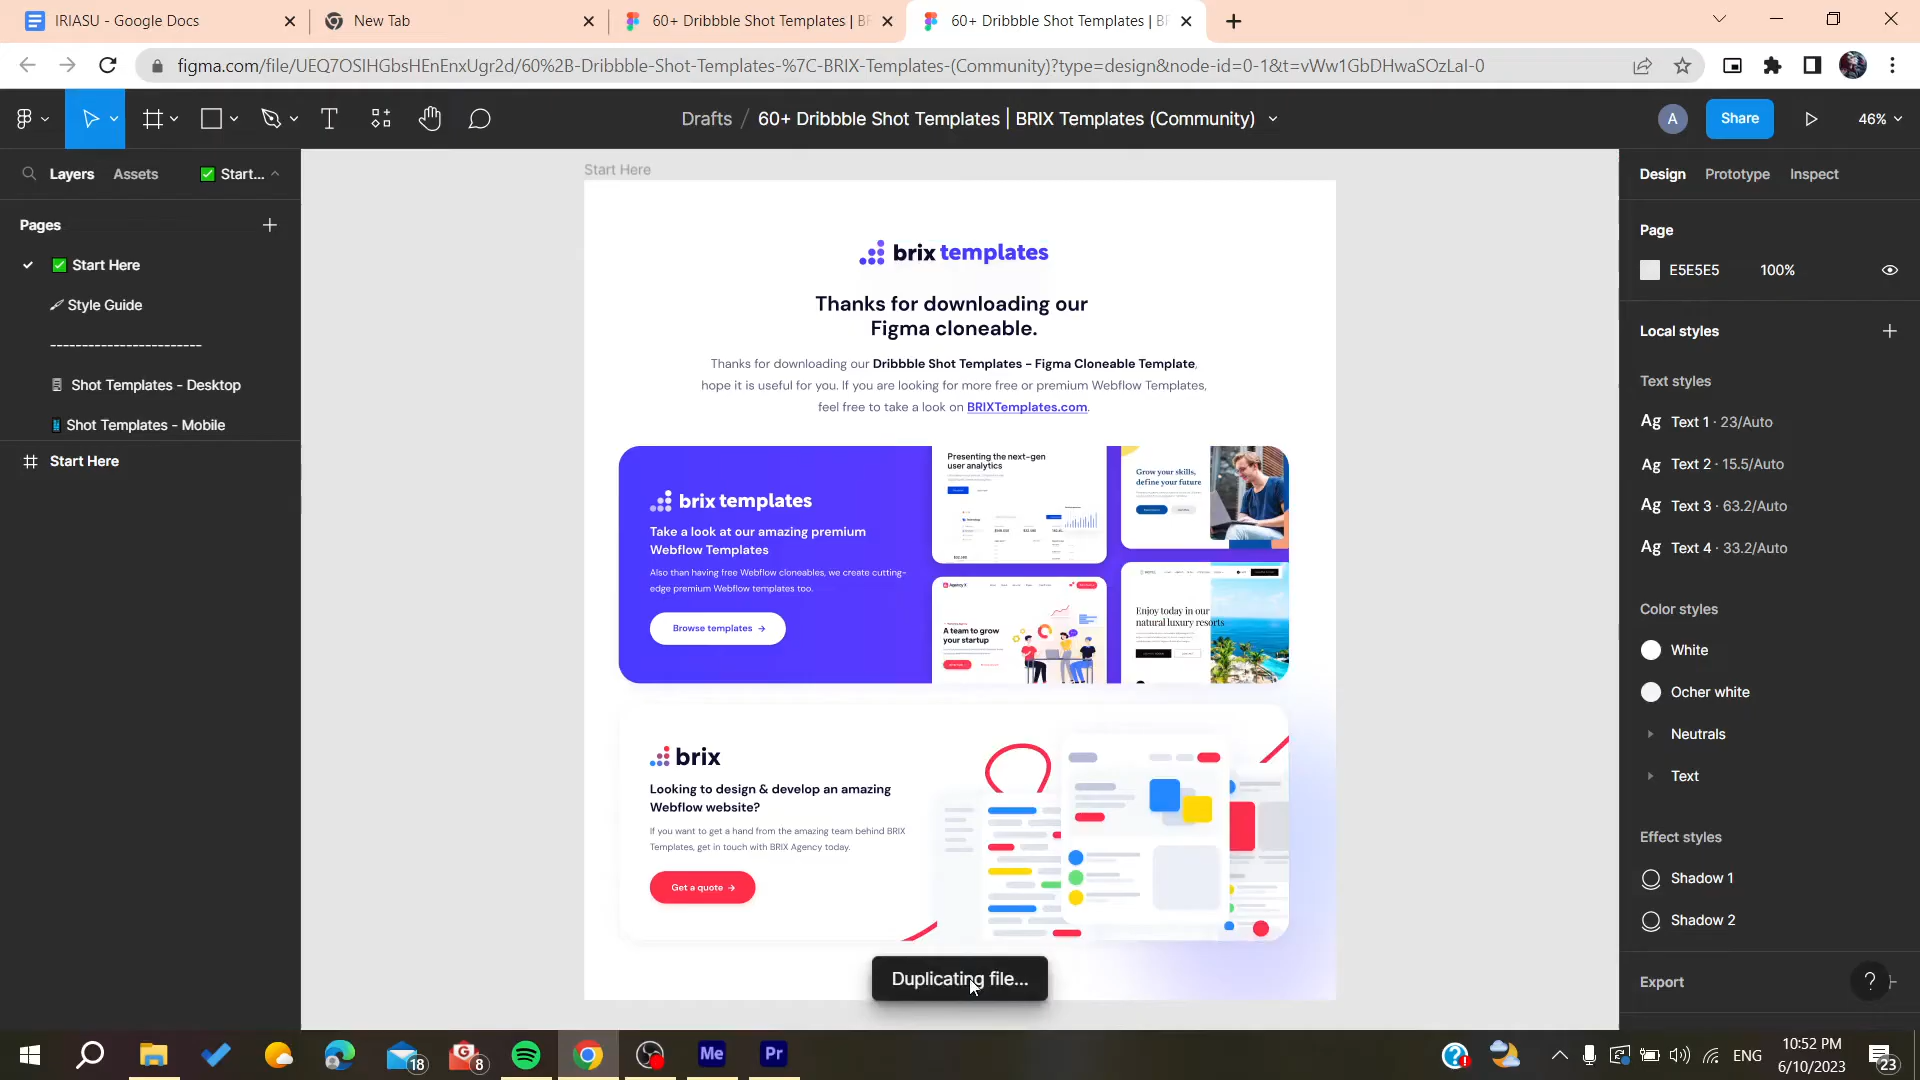 IRIASU - Google Docs
New Tab
60+ Dribbble Shot Templates | BR
60+ Dribbble Shot Templates | BR
figma.com/file/UEQ7OSIHGbsHEnEnxUgr2d/60%2B-Dribbble-Shot-Templates-%7C-BRIX-Templates-(Community)?type=design&node-id=0-1&t=vWw1GbDHwaSOzLaI-0
Drafts / 60+ Dribbble Shot Templates | BRIX Templates (Community)
A
Share
46%
Layers
Assets
Start...
Design
Prototype
Inspect
Pages
Start Here
Style Guide
------------------------
Shot Templates - Desktop
Shot Templates - Mobile
Start Here
Start Here
brix templates
Thanks for downloading our
Figma cloneable.
Thanks for downloading our Dribbble Shot Templates - Figma Cloneable Template,
hope it is useful for you. If you are looking for more free or premium Webflow Templates,
feel free to take a look on BRIXTemplates.com.
brix templates
Take a look at our amazing premium
Webflow Templates
Also than having free Webflow cloneables, we create cutting-
edge premium Webflow templates too.
Browse templates →
Presenting the next-gen
user analytics
Grow your skills,
define your future
A team to grow
your startup
Enjoy today in our
natural luxury resorts
brix
Looking to design & develop an amazing
Webflow website?
If you want to get a hand from the amazing team behind BRIX
Templates, get in touch with BRIX Agency today.
Get a quote →
Duplicating file...
Page
E5E5E5
100%
Local styles
Text styles
Ag Text 1 · 23/Auto
Ag Text 2 · 15.5/Auto
Ag Text 3 · 63.2/Auto
Ag Text 4 · 33.2/Auto
Color styles
White
Ocher white
Neutrals
Text
Effect styles
Shadow 1
Shadow 2
Export
?
18
8
Me
Pr
ENG
10:52 PM
6/10/2023
23